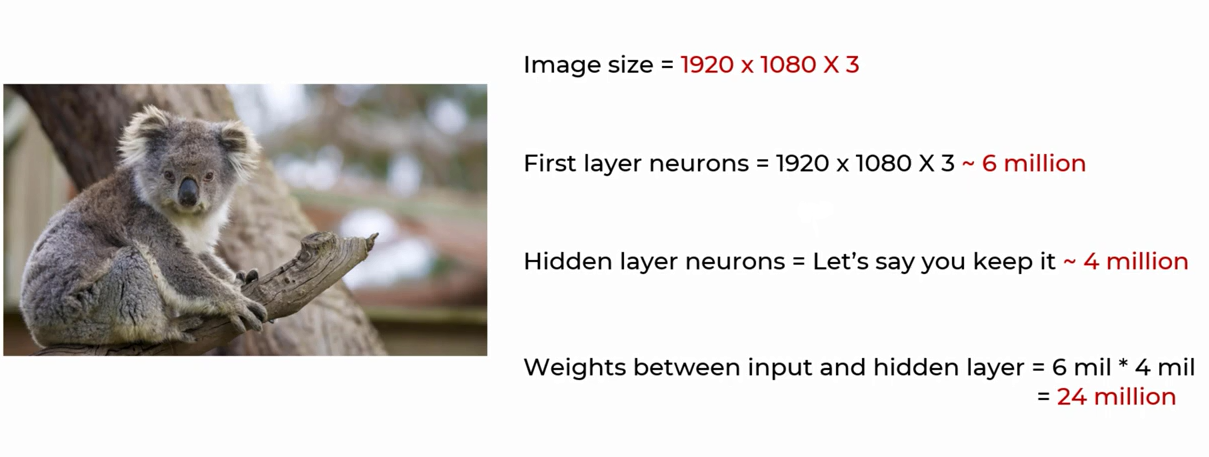 Image size = 1920 x 1080 X 3
First layer neurons = 1920 x 1080 X 3 ~ 6 million
Hidden layer neurons = Let's say you keep it ~ 4 million
Weights between input and hidden layer = 6 mil * 4 mil
= 24 million